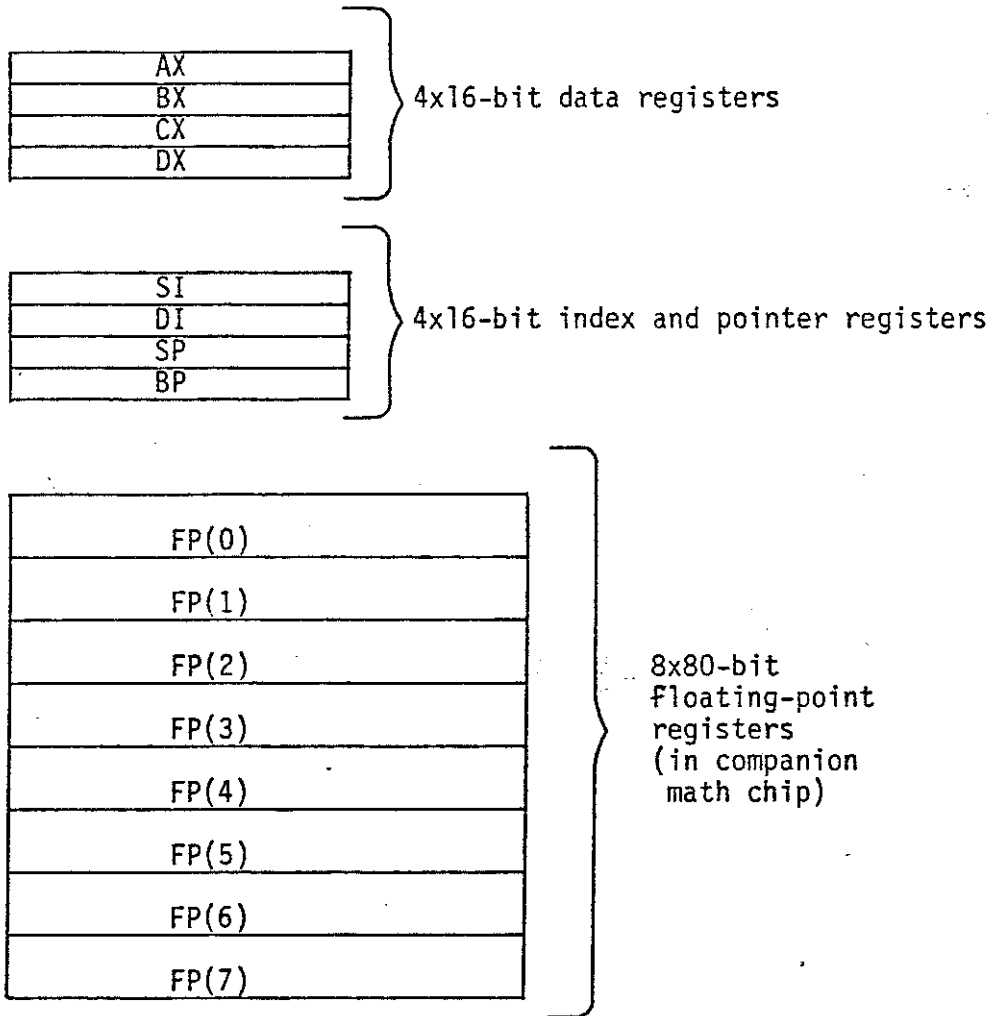 AX
BX
CX
DX
4x16-bit data registers
SI
DI
SP
BP
4x16-bit index and pointer registers
FP(0)
FP(1)
FP(2)
FP(3)
FP(4)
FP(5)
FP(6)
FP(7)
8x80-bit
floating-point
registers
(in companion
math chip)